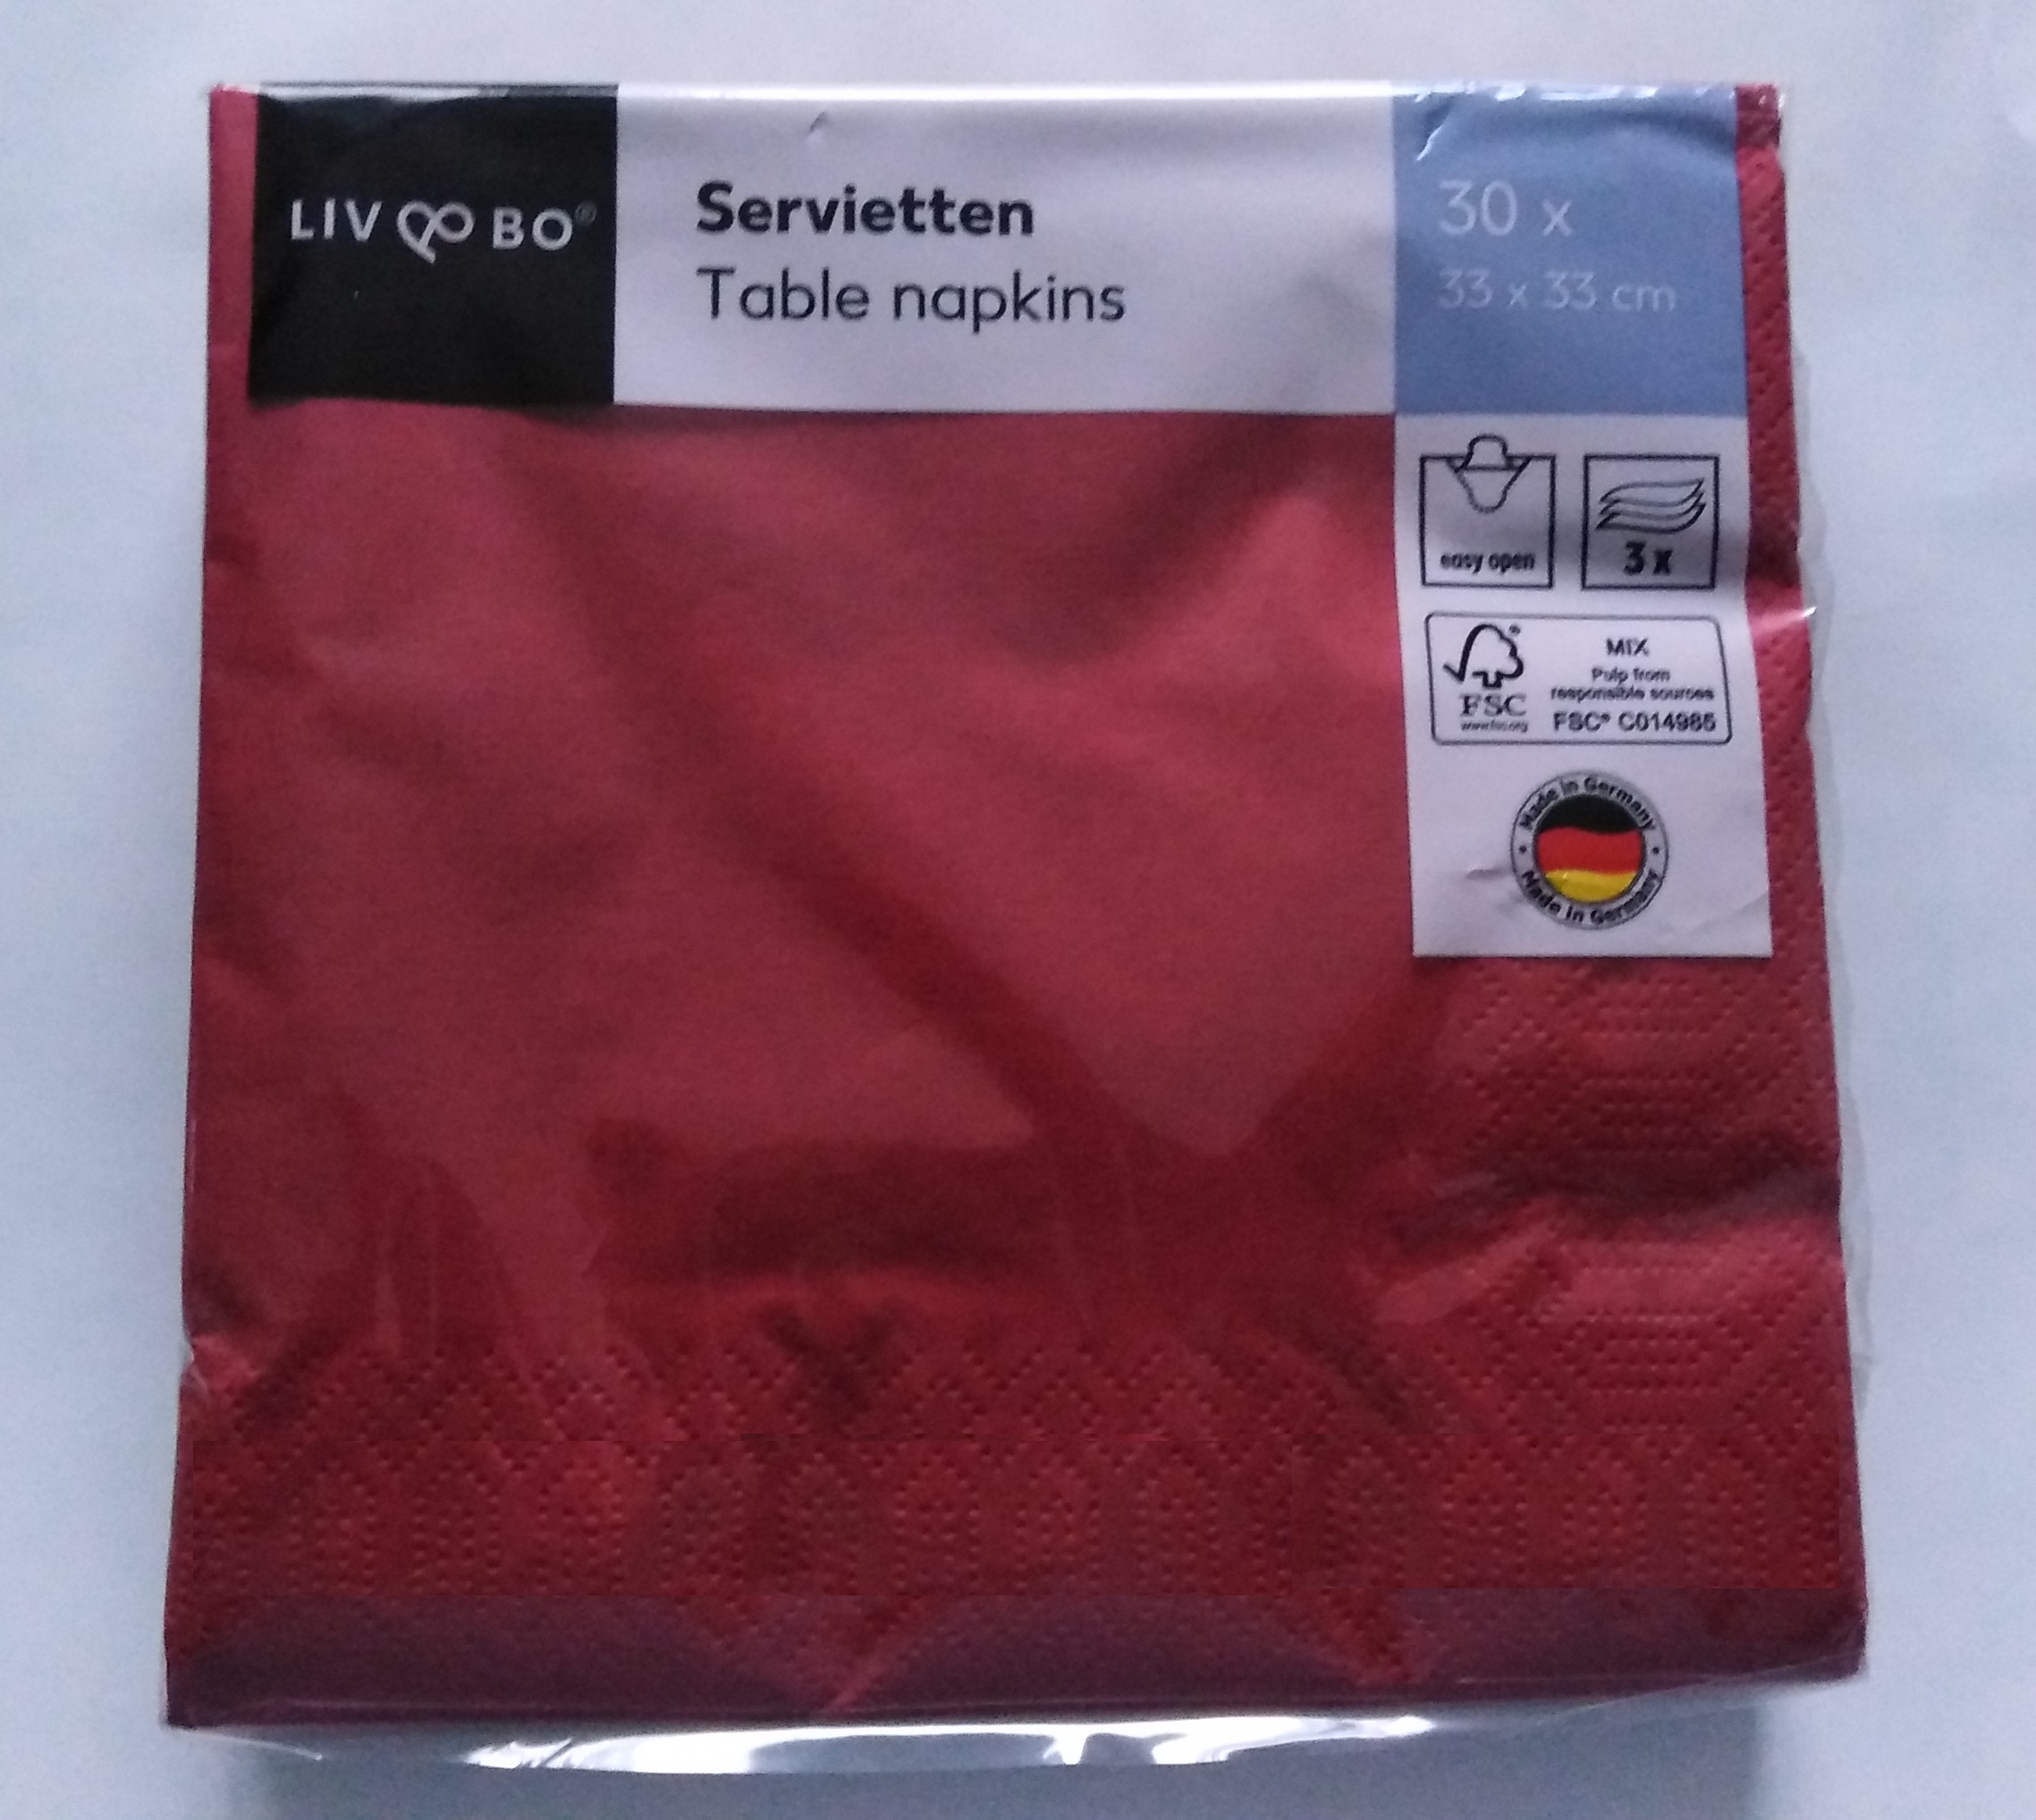 LIV & BO®
Servietten
Table napkins
30 x
33 x 33 cm
easy open
3 x
FSC®
www.fsc.org
MIX
Pulp from
responsible sources
FSC® C014985
Made in Germany
Made in Germany